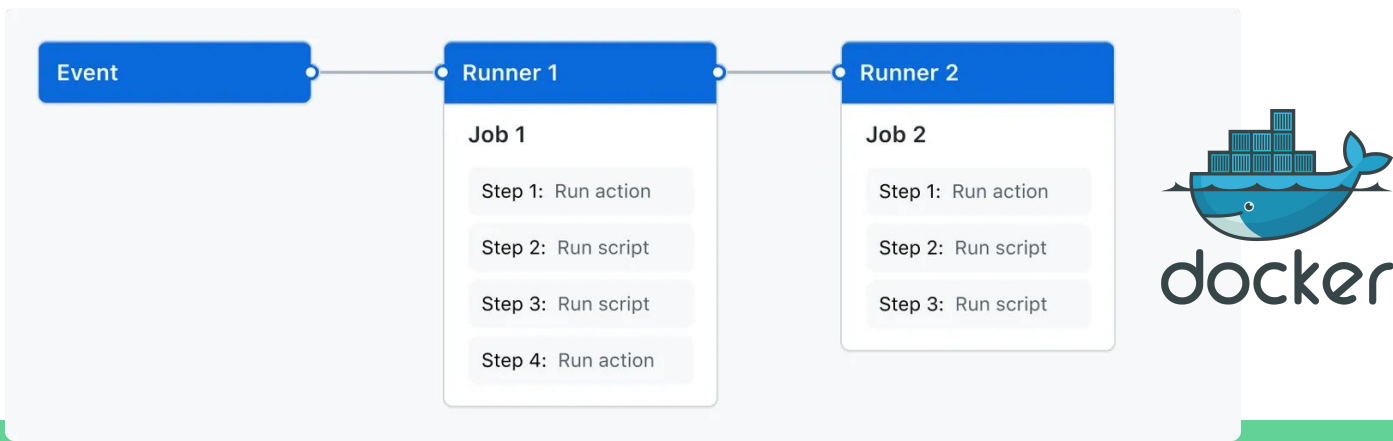 Event
Runner 1
Job 1
Step 1: Run action
Step 2: Run script
Step 3: Run script
Step 4: Run action
Runner 2
Job 2
Step 1: Run action
Step 2: Run script
Step 3: Run script
docker